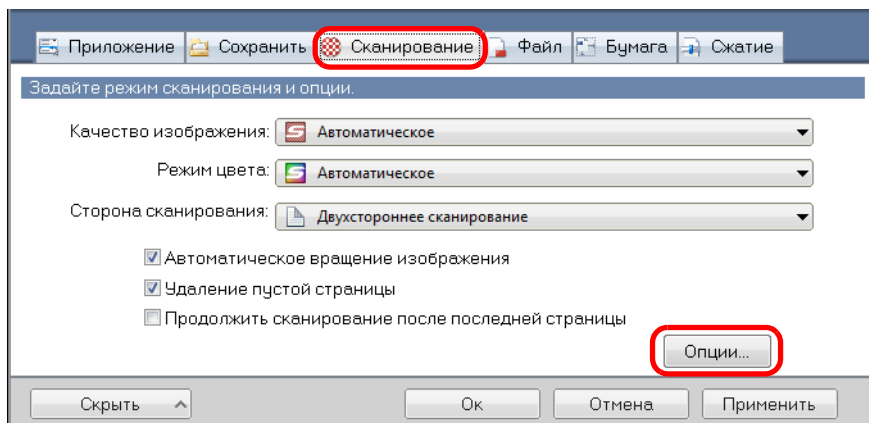 Приложение Сохранить Сканирование Файл Бумага Сжатие
Задайте режим сканирования и опции.
Качество изображения: Автоматическое
Режим цвета: Автоматическое
Сторона сканирования: Двухстороннее сканирование
Автоматическое вращение изображения
Удаление пустой страницы
Продолжить сканирование после последней страницы
Опции...
Скрыть Ок Отмена Применить